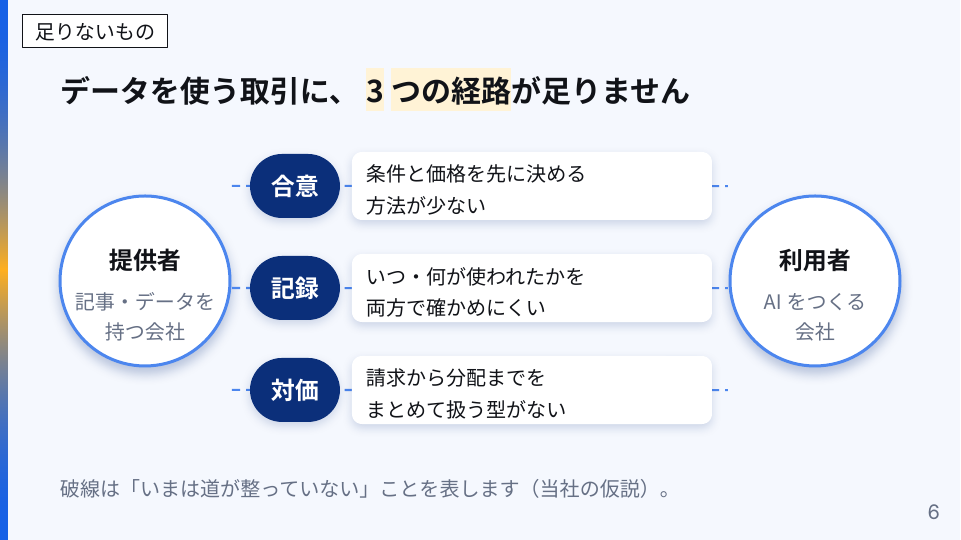 足りないもの
データを使う取引に、 3 つの経路が足りません
提供者
記事・データを
持つ会社
合意
条件と価格を先に決める
方法が少ない
記録
いつ・何が使われたかを
両方で確かめにくい
対価
請求から分配までを
まとめて扱う型がない
利用者
AI をつくる
会社
破線は「いまは道が整っていない」ことを表します（当社の仮説）。
6